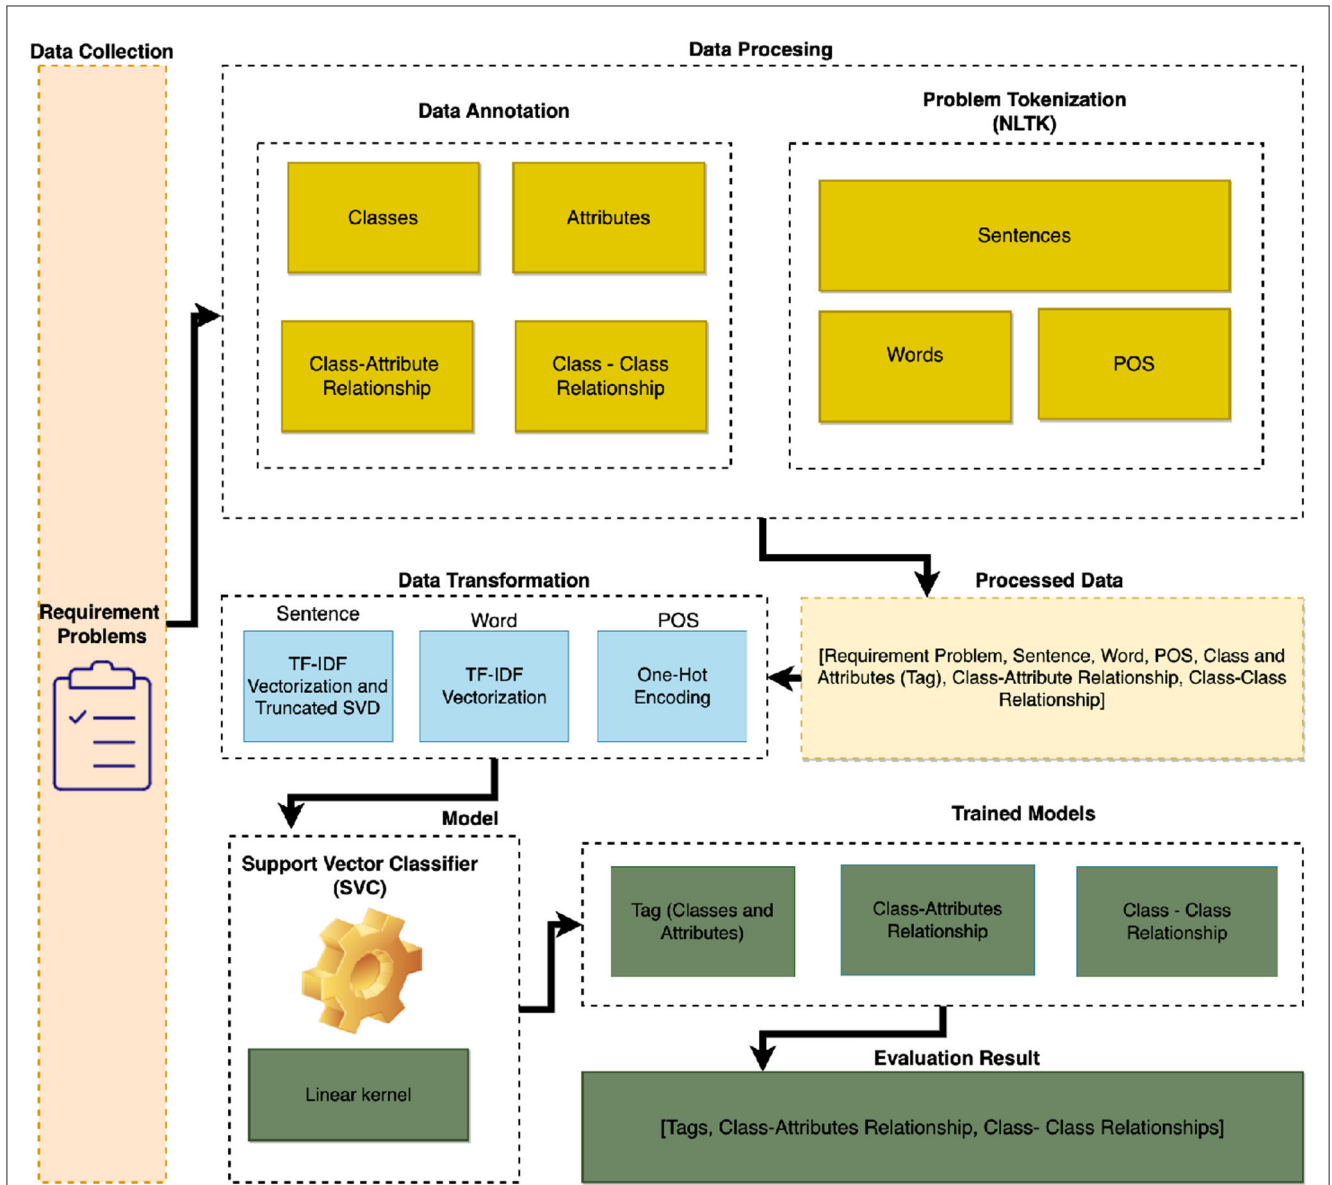 Data Collection
Requirement
Problems
Data Procesing
Data Annotation
Classes
Attributes
Class-Attribute
Relationship
Class - Class
Relationship
Problem Tokenization
(NLTK)
Sentences
Words
POS
Processed Data
[Requirement Problem, Sentence, Word, POS, Class and
Attributes (Tag), Class-Attribute Relationship, Class-Class
Relationship]
Data Transformation
Sentence
TF-IDF
Vectorization and
Truncated SVD
Word
TF-IDF
Vectorization
POS
One-Hot
Encoding
Model
Support Vector Classifier
(SVC)
Linear kernel
Trained Models
Tag (Classes and
Attributes)
Class-Attributes
Relationship
Class - Class
Relationship
Evaluation Result
[Tags, Class-Attributes Relationship, Class- Class Relationships]